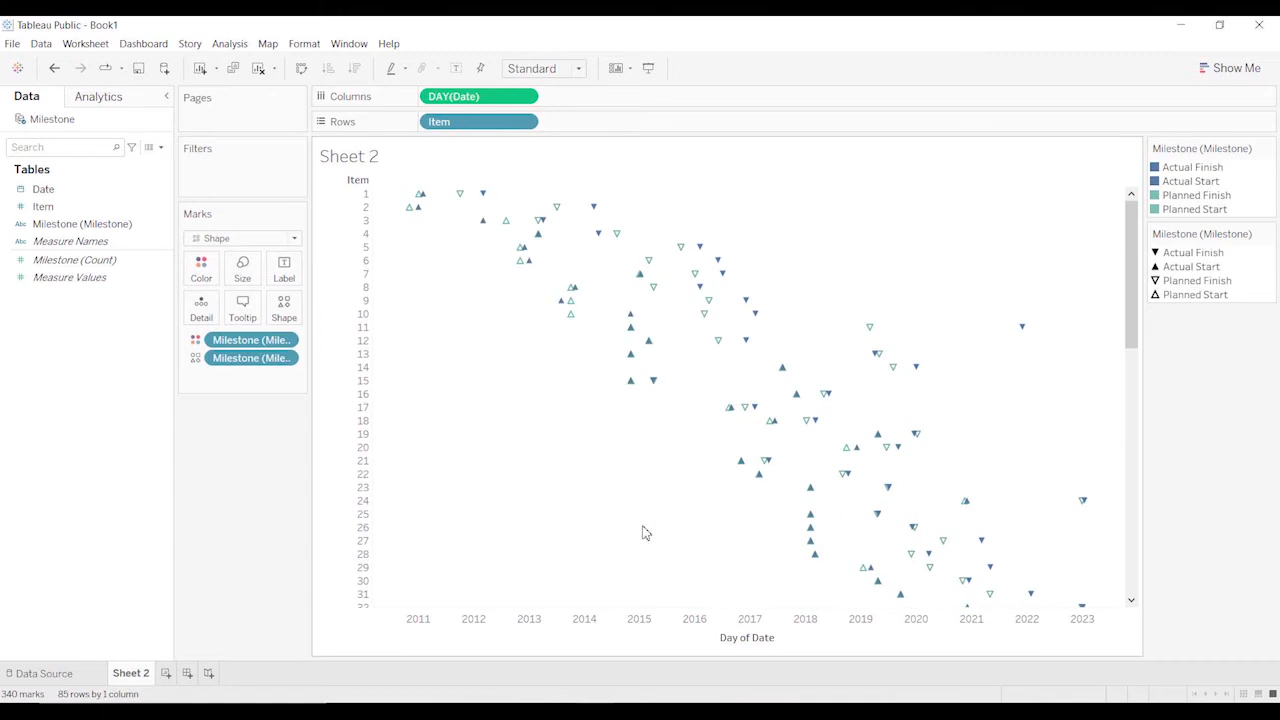 Tableau Public - Book1
File Data Worksheet Dashboard Story Analysis Map Format Window Help
Standard
Show Me
Data Analytics
Milestone
Search
Tables
Date
Item
Abc Milestone (Milestone)
Abc Measure Names
Milestone (Count)
Measure Values
Pages
Filters
Marks
Shape
Color Size Label
Detail Tooltip Shape
Milestone (Mile..
Milestone (Mile..
Columns DAY(Date)
Rows Item
Sheet 2
Item
1
2
3
4
5
6
7
8
9
10
11
12
13
14
15
16
17
18
19
20
21
22
23
24
25
26
27
28
29
30
31
32
2011 2012 2013 2014 2015 2016 2017 2018 2019 2020 2021 2022 2023
Day of Date
Milestone (Milestone)
Actual Finish
Actual Start
Planned Finish
Planned Start
Milestone (Milestone)
Actual Finish
Actual Start
Planned Finish
Planned Start
Data Source Sheet 2
340 marks 85 rows by 1 column